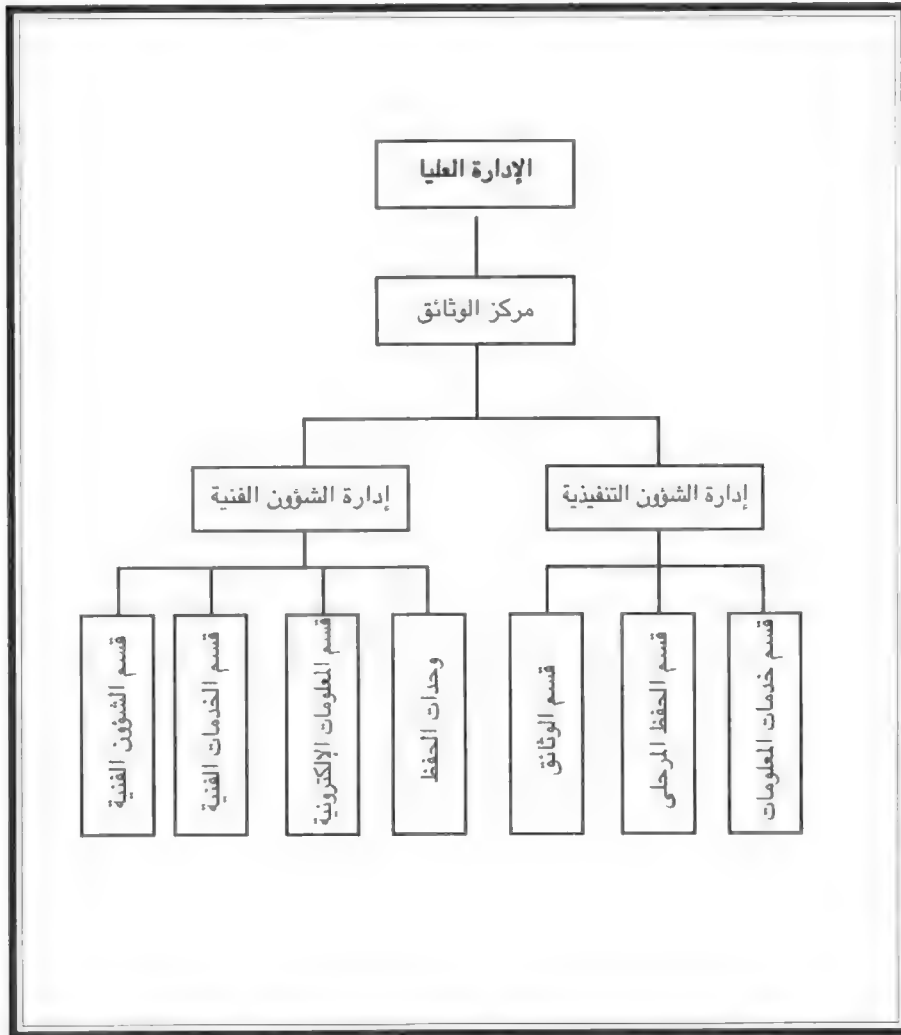 الإدارة العليا
مركز الوثائق
إدارة الشؤون التنفيذية
إدارة الشؤون الفنية
قسم خدمات المعلومات
قسم الحفظ المرحلى
قسم الوثائق
وحدات الحفظ
قسم المعلومات الإلكترونية
قسم الخدمات الفنية
قسم الشؤون الفنية